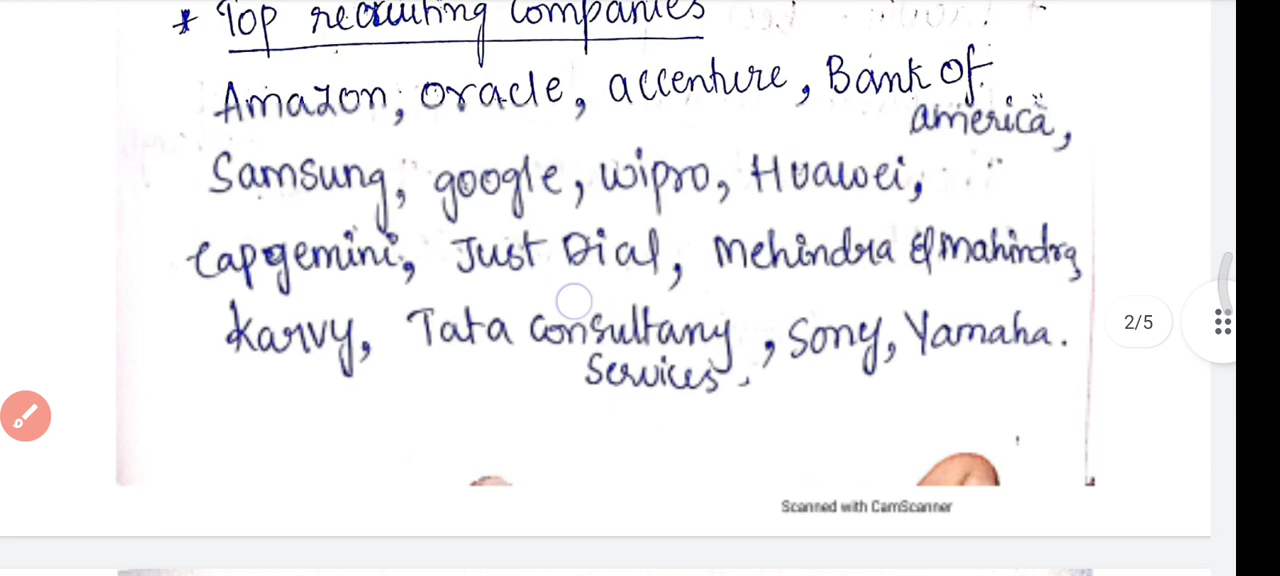 * Top recruiting companies
Amazon, oracle, accenture, Bank of
america,
Samsung, google, wipro, Huawei,
Capgemini, Just Dial, Mehindra & Mahindra
Karvy, Tata Consultany
Services, Sony, Yamaha.
2/5
Scanned with CamScanner